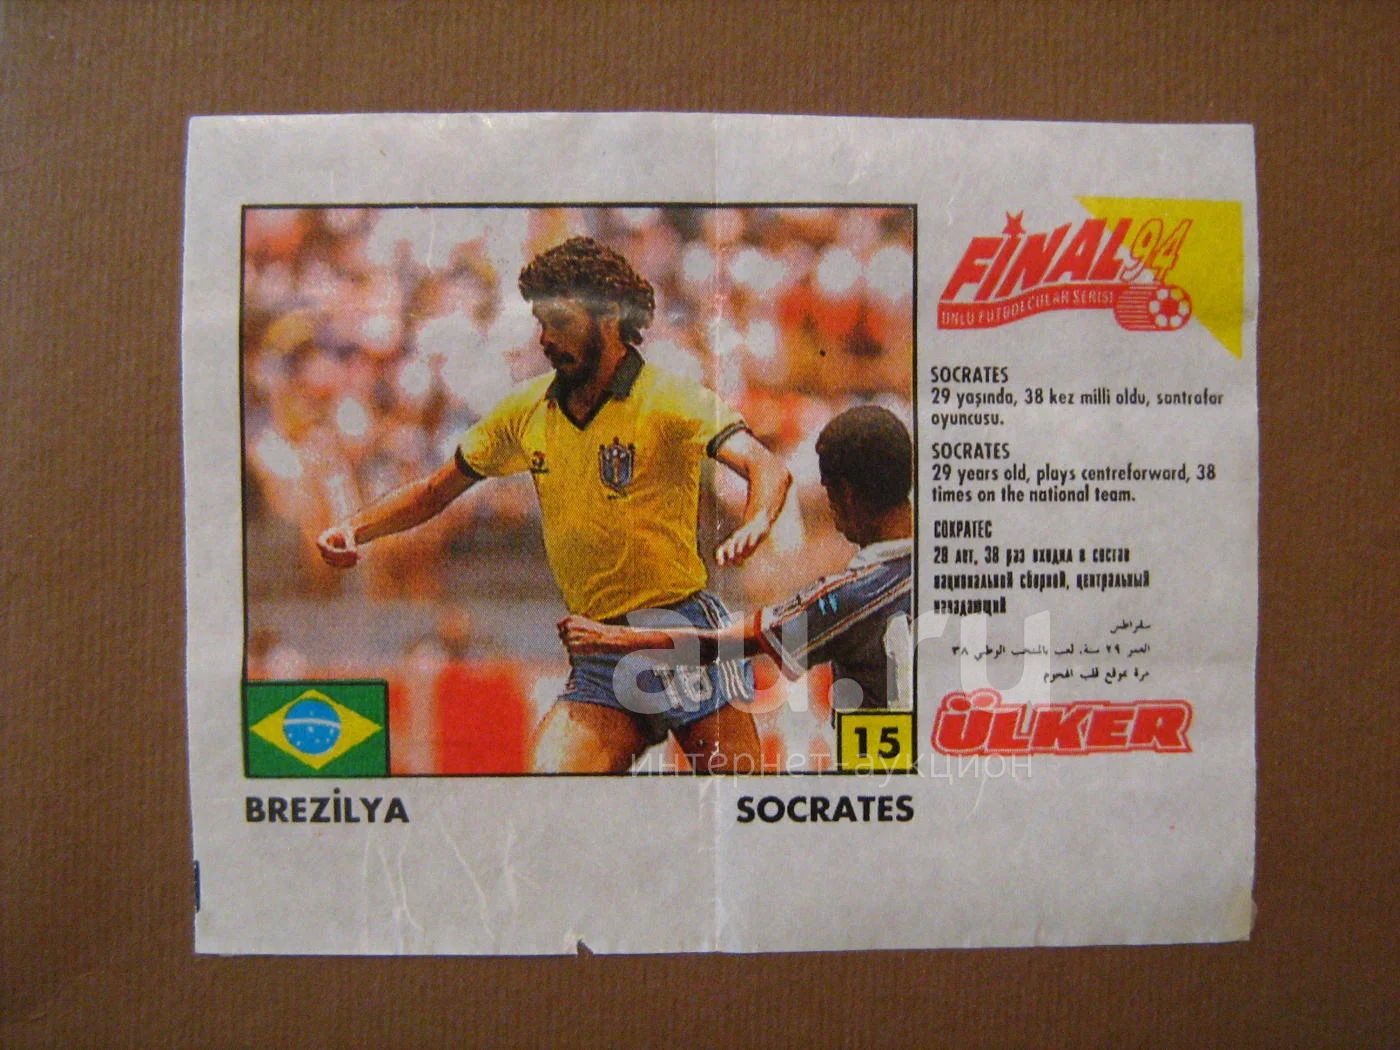 FİNAL 94
ÜNLÜ FUTBOLCULAR SERİSİ
SOCRATES
29 yaşında, 38 kez milli oldu, santrafor
oyuncusu.
SOCRATES
29 years old, plays centreforward, 38
times on the national team.
СОКРАТЕС
28 лет, 38 раз входил в состав
национальной сборной, центральный
нападающий
سقراطس
العمر ٢٩ سنة. لعب بالمنتخب الوطني ٣٨
مرة بموقع قلب الهجوم
ÜLKER
15
BREZİLYA
SOCRATES
au.ru
интернет-аукцион